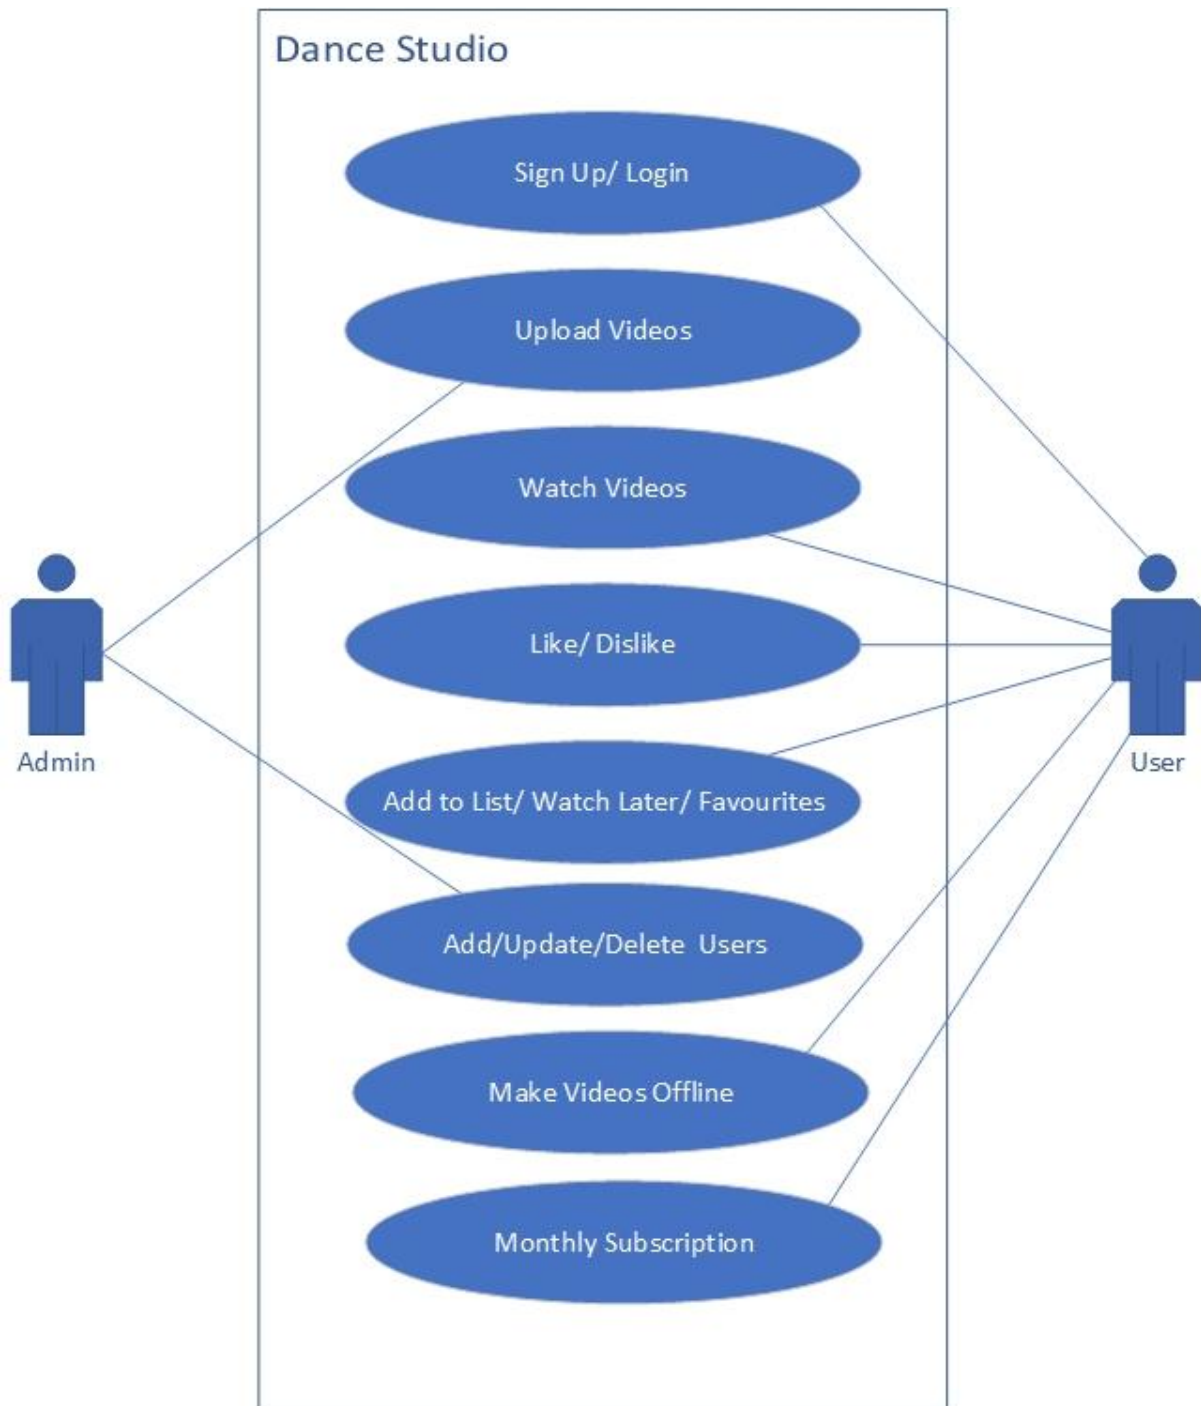 Dance Studio
Sign Up/ Login
Upload Videos
Watch Videos
Like/ Dislike
Admin
User
Add to List/ Watch Later/ Favourites
Add/Update/Delete Users
Make Videos Offline
Monthly Subscription